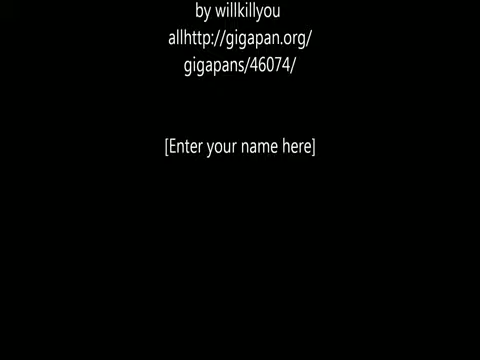 by willkillyou
allhttp://gigapan.org/
gigapans/46074/
[Enter your name here]